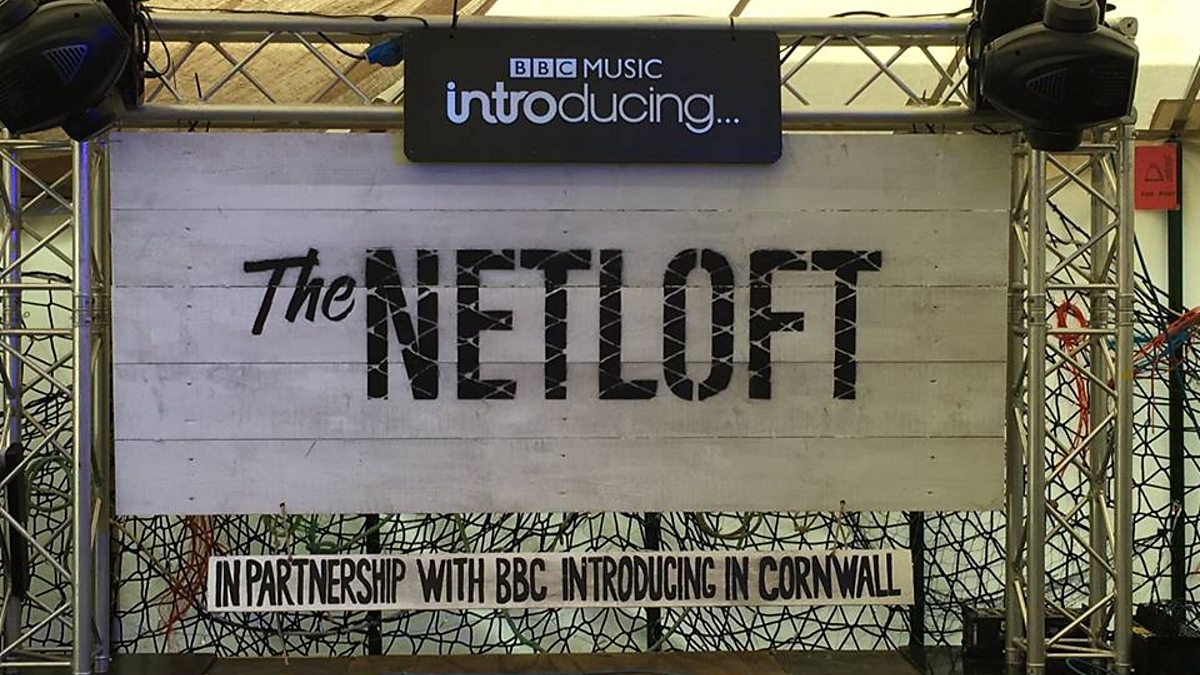 BBC MUSIC
introducing...
The NETLOFT
IN PARTNERSHIP WITH BBC INTRODUCING IN CORNWALL